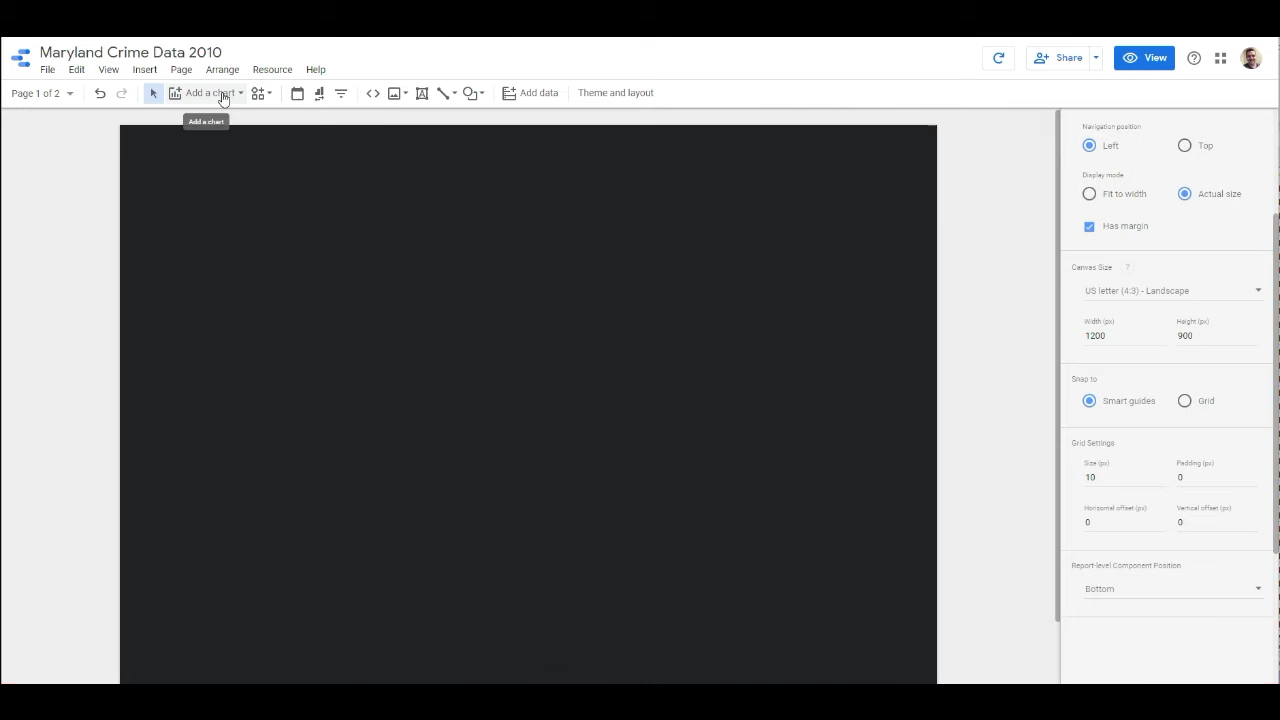 Maryland Crime Data 2010
File Edit View Insert Page Arrange Resource Help
Share
View
Page 1 of 2
Add a chart
Add data
Theme and layout
Add a chart
Navigation position
Left
Top
Display mode
Fit to width
Actual size
Has margin
Canvas Size ?
US letter (4:3) - Landscape
Width (px) Height (px)
1200 900
Snap to
Smart guides
Grid
Grid Settings
Size (px) Padding (px)
10 0
Horizontal offset (px) Vertical offset (px)
0 0
Report-level Component Position
Bottom